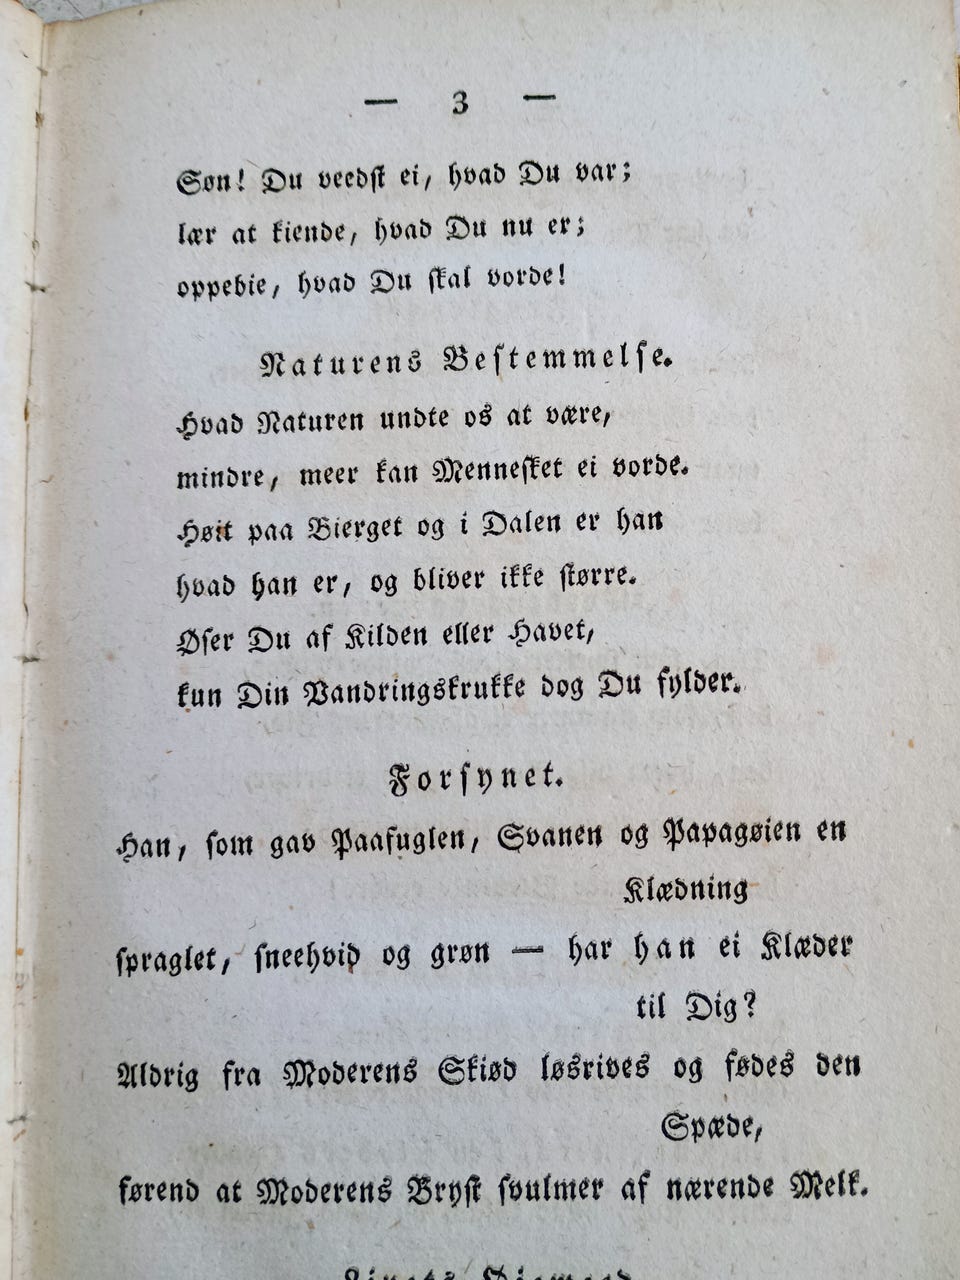 — 3 —
Søn! Du veedst ei, hvad Du var;
lær at kiende, hvad Du nu er;
oppebie, hvad Du skal vorde!
Naturens Bestemmelse.
Hvad Naturen undte os at være,
mindre, meer kan Mennesket ei vorde.
Høit paa Bierget og i Dalen er han
hvad han er, og bliver ikke større.
Øser Du af Kilden eller Havet,
kun Din Vandringskrukke dog Du fylder.
Forsynet.
Han, som gav Paafuglen, Svanen og Papagøien en
Klædning
spraglet, sneehvid og grøn — har han ei Klæder
til Dig?
Aldrig fra Moderens Skiød løsrives og fødes den
Spæde,
førend at Moderens Bryst svulmer af nærende Melk.